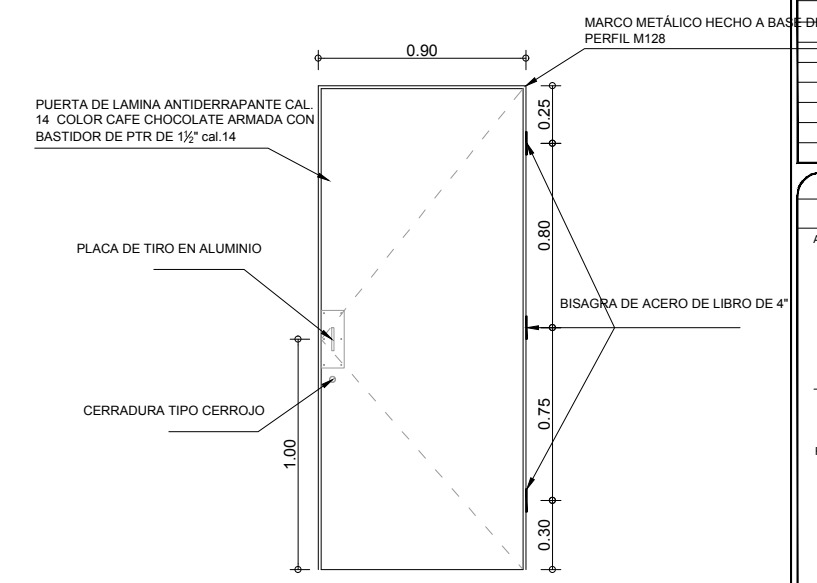 MARCO METÁLICO HECHO A BASE DE
PERFIL M128
0.90
PUERTA DE LAMINA ANTIDERRAPANTE CAL.
14 COLOR CAFE CHOCOLATE ARMADA CON
BASTIDOR DE PTR DE 1½" cal.14
0.25
PLACA DE TIRO EN ALUMINIO
0.80
BISAGRA DE ACERO DE LIBRO DE 4"
CERRADURA TIPO CERROJO
0.75
1.00
0.30